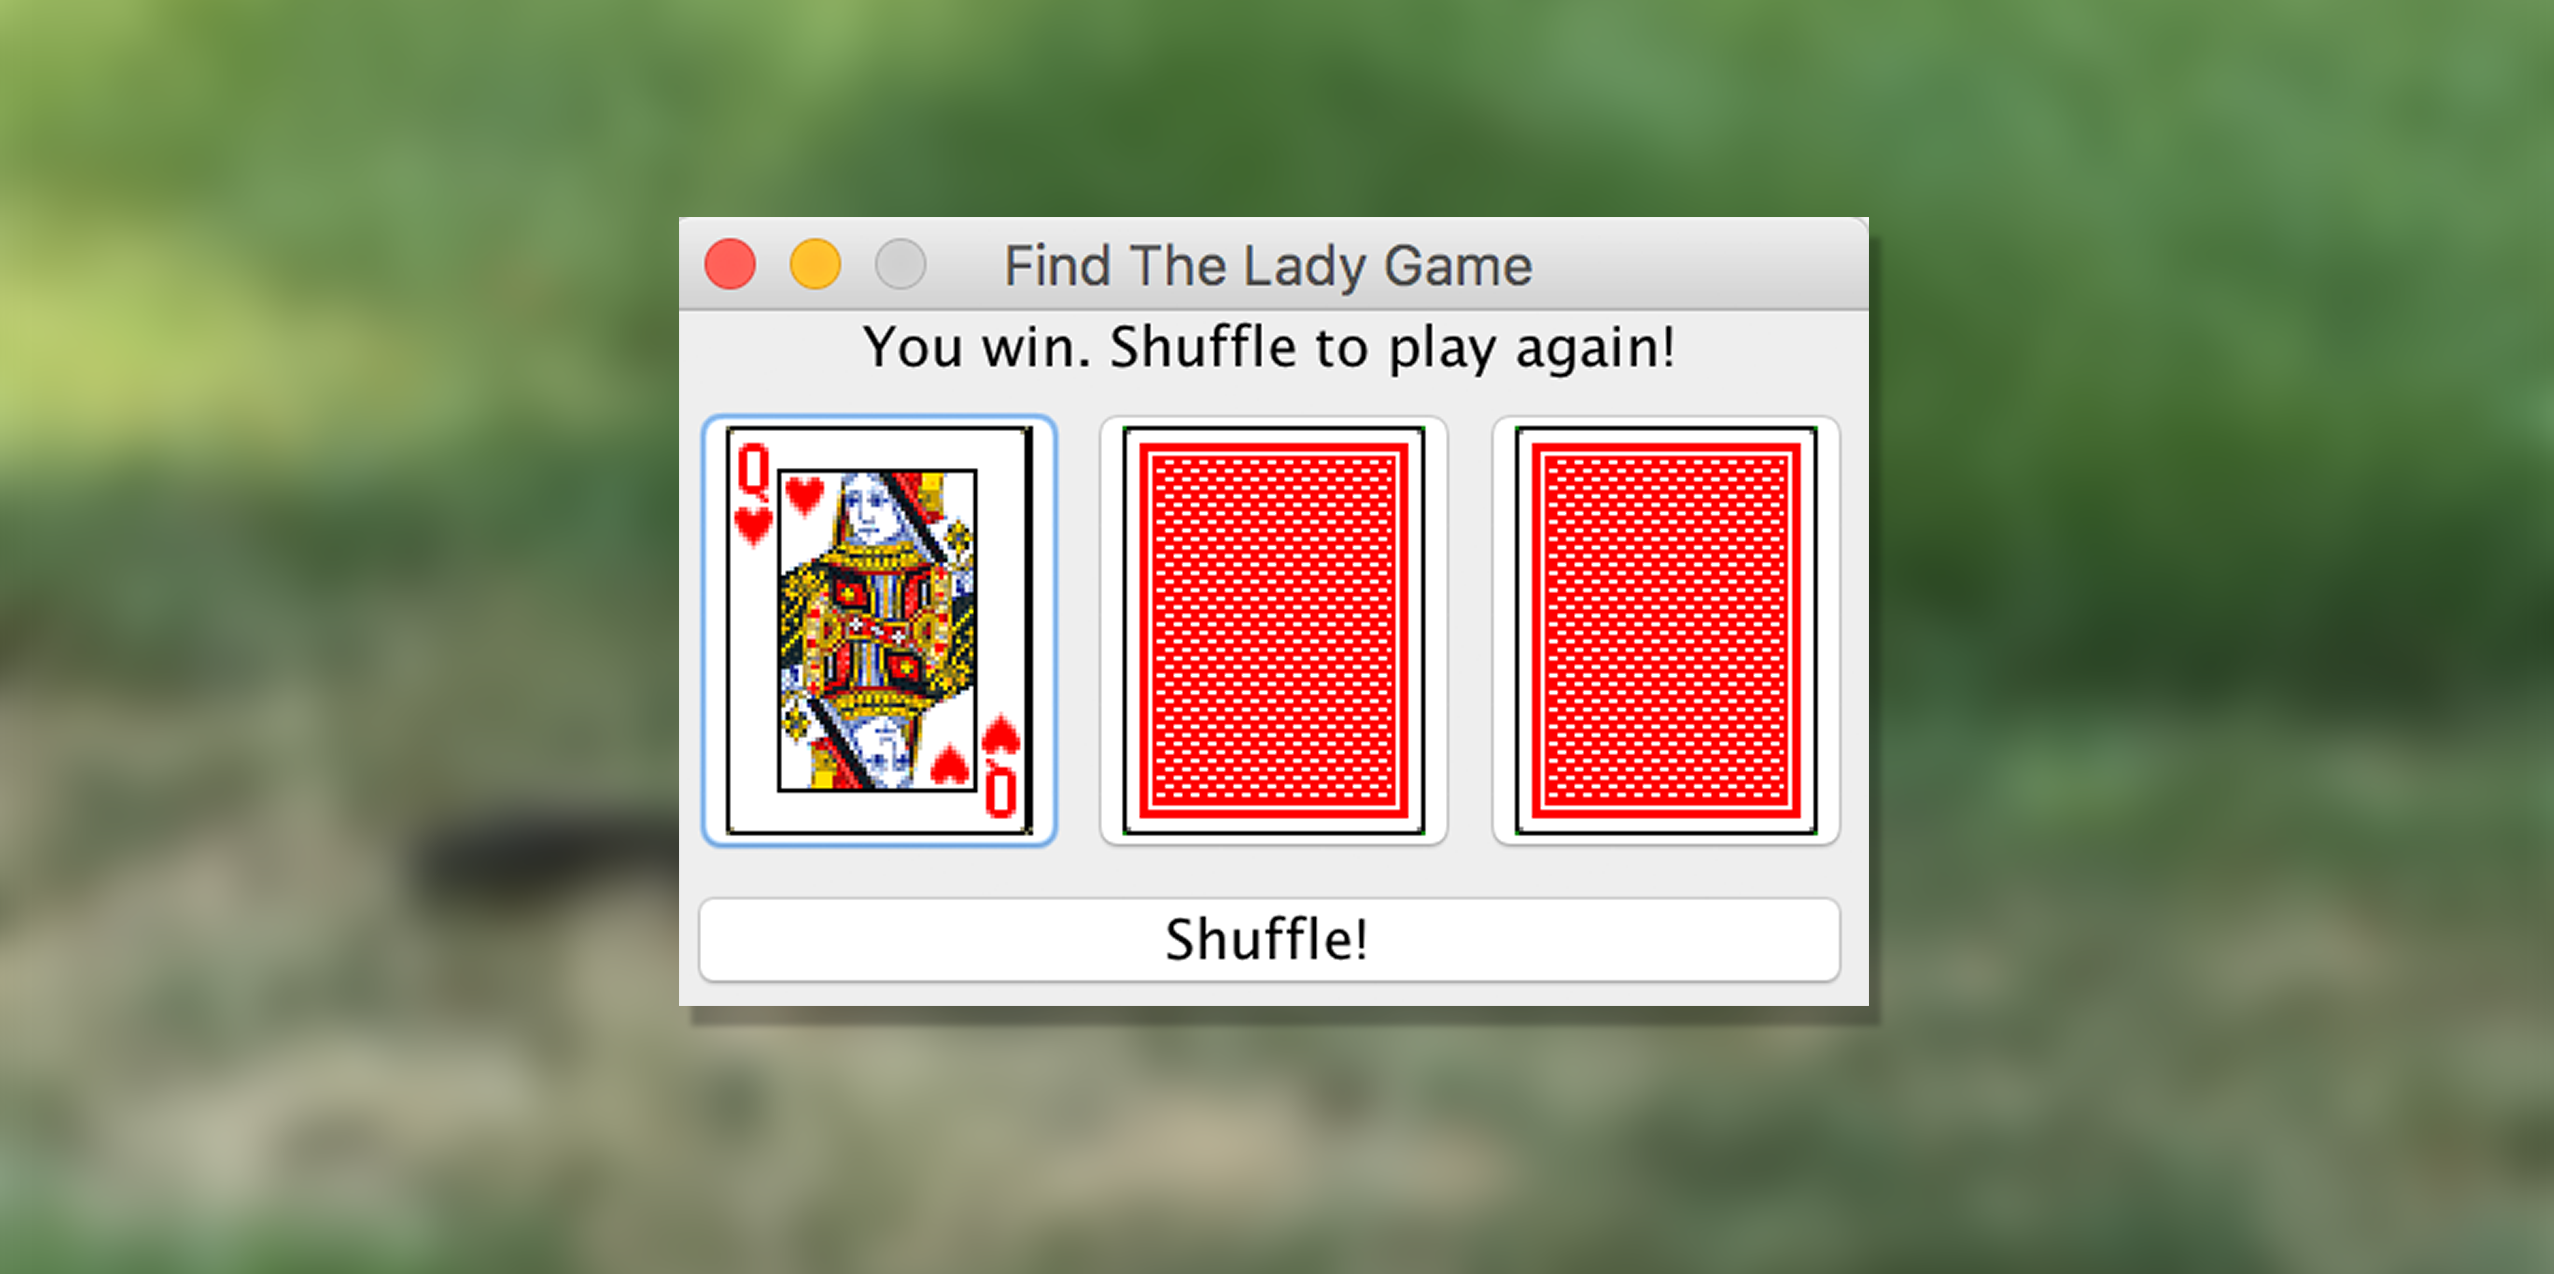 Find The Lady Game
You win. Shuffle to play again!
Q
Q
Shuffle!